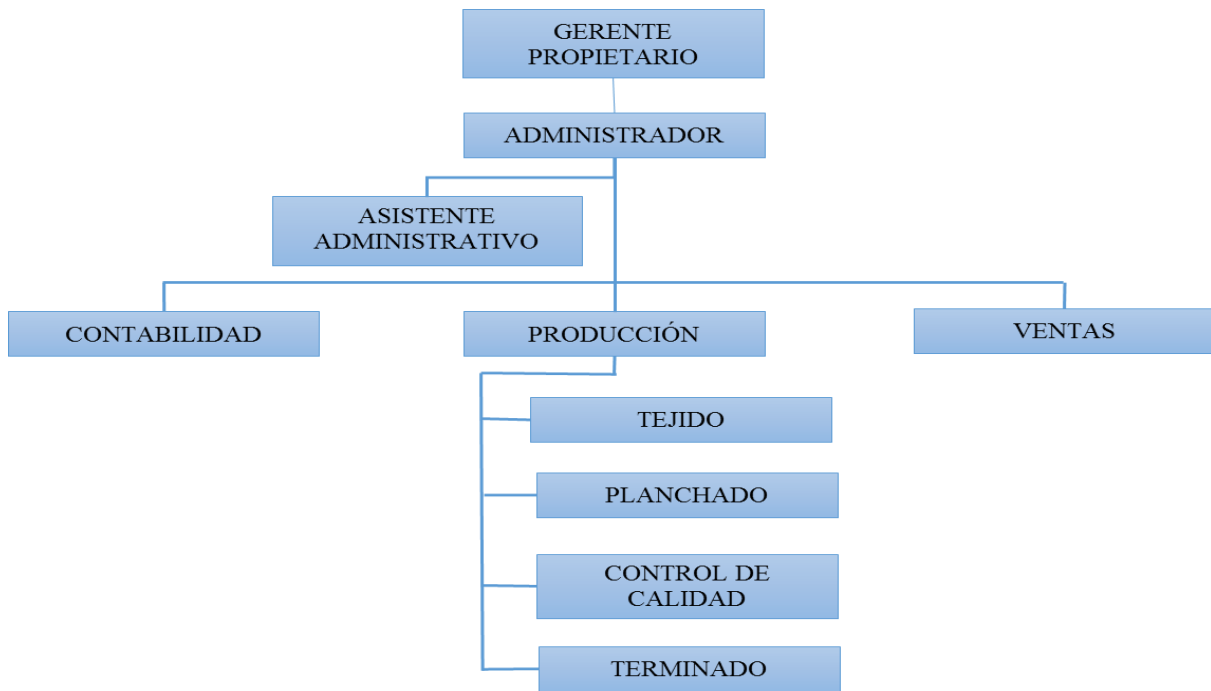 GERENTE
PROPIETARIO
ADMINISTRADOR
ASISTENTE
ADMINISTRATIVO
CONTABILIDAD
PRODUCCIÓN
VENTAS
TEJIDO
PLANCHADO
CONTROL DE
CALIDAD
TERMINADO